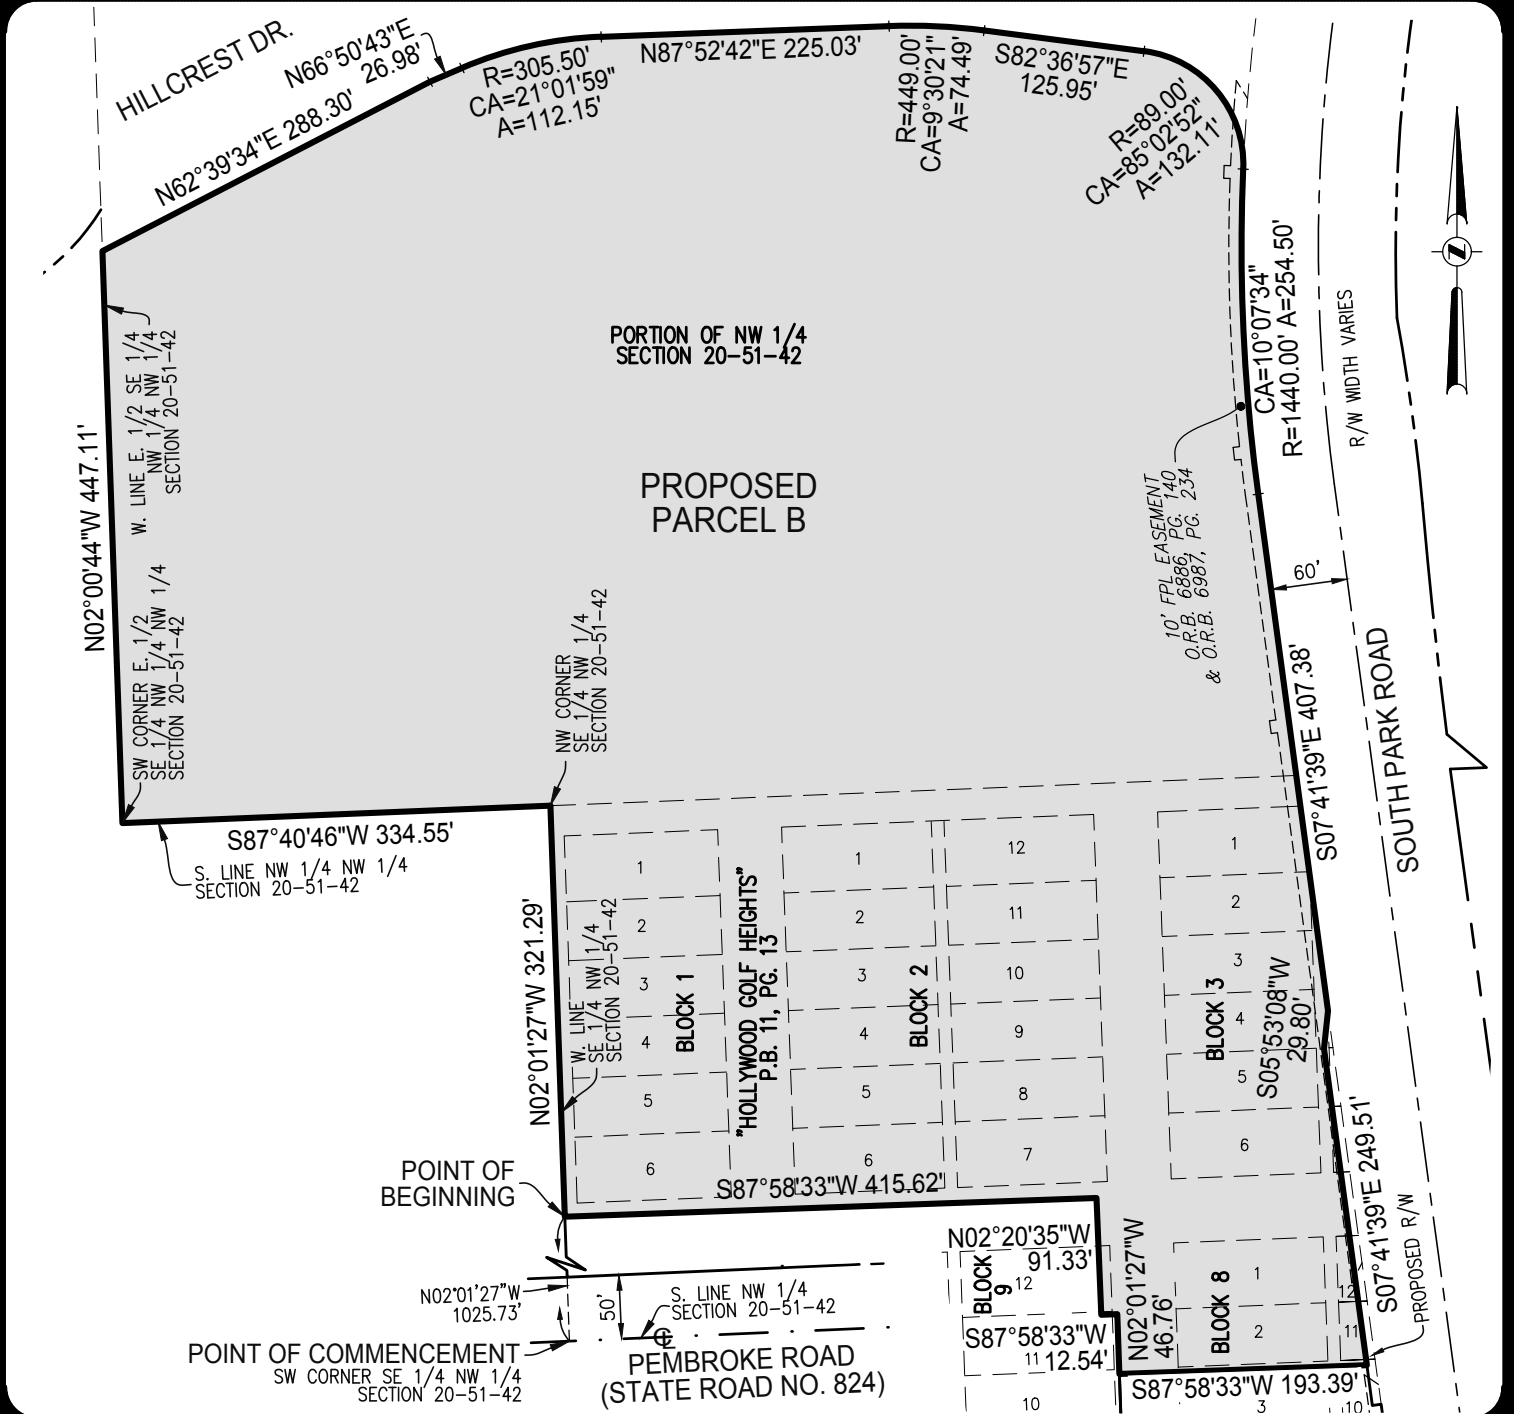 HILLCREST DR.
N66°50'43"E
26.98'
N62°39'34"E 288.30'
R=305.50'
CA=21°01'59"
A=112.15'
N87°52'42"E 225.03'
R=449.00'
CA=9°30'21"
A=74.49'
S82°36'57"E
125.95'
R=89.00'
CA=85°02'52"
A=132.11'
CA=10°07'34"
R=1440.00' A=254.50'
R/W WIDTH VARIES
Z
PORTION OF NW 1/4
SECTION 20-51-42
PROPOSED
PARCEL B
W. LINE E. 1/2 SE 1/4
NW 1/4 NW 1/4
SECTION 20-51-42
N02°00'44"W 447.11'
SW CORNER E. 1/2
SE 1/4 NW 1/4 NW 1/4
SECTION 20-51-42
NW CORNER
SE 1/4 NW 1/4
SECTION 20-51-42
10' FPL EASEMENT
O.R.B. 6886, PG. 140
& O.R.B. 6987, PG. 234
60'
S07°41'39"E 407.38'
SOUTH PARK ROAD
S87°40'46"W 334.55'
S. LINE NW 1/4 NW 1/4
SECTION 20-51-42
N02°01'27"W 321.29'
W. LINE
SE 1/4 NW 1/4
SECTION 20-51-42
1
2
3
4
5
6
BLOCK 1
"HOLLYWOOD GOLF HEIGHTS"
P.B. 11, PG. 13
1
2
3
4
5
6
BLOCK 2
12
11
10
9
8
7
1
2
3
4
5
6
BLOCK 3
S05°53'08"W
29.80'
POINT OF
BEGINNING
S87°58'33"W 415.62'
S07°41'39"E 249.51'
PROPOSED R/W
N02°20'35"W
91.33'
BLOCK
9
12
S87°58'33"W
11 12.54'
10
N02°01'27"W
46.76'
BLOCK 8
1
2
3
12
11
10
S87°58'33"W 193.39'
N02°01'27"W
1025.73'
50'
S. LINE NW 1/4
SECTION 20-51-42
CL
POINT OF COMMENCEMENT
SW CORNER SE 1/4 NW 1/4
SECTION 20-51-42
PEMBROKE ROAD
(STATE ROAD NO. 824)